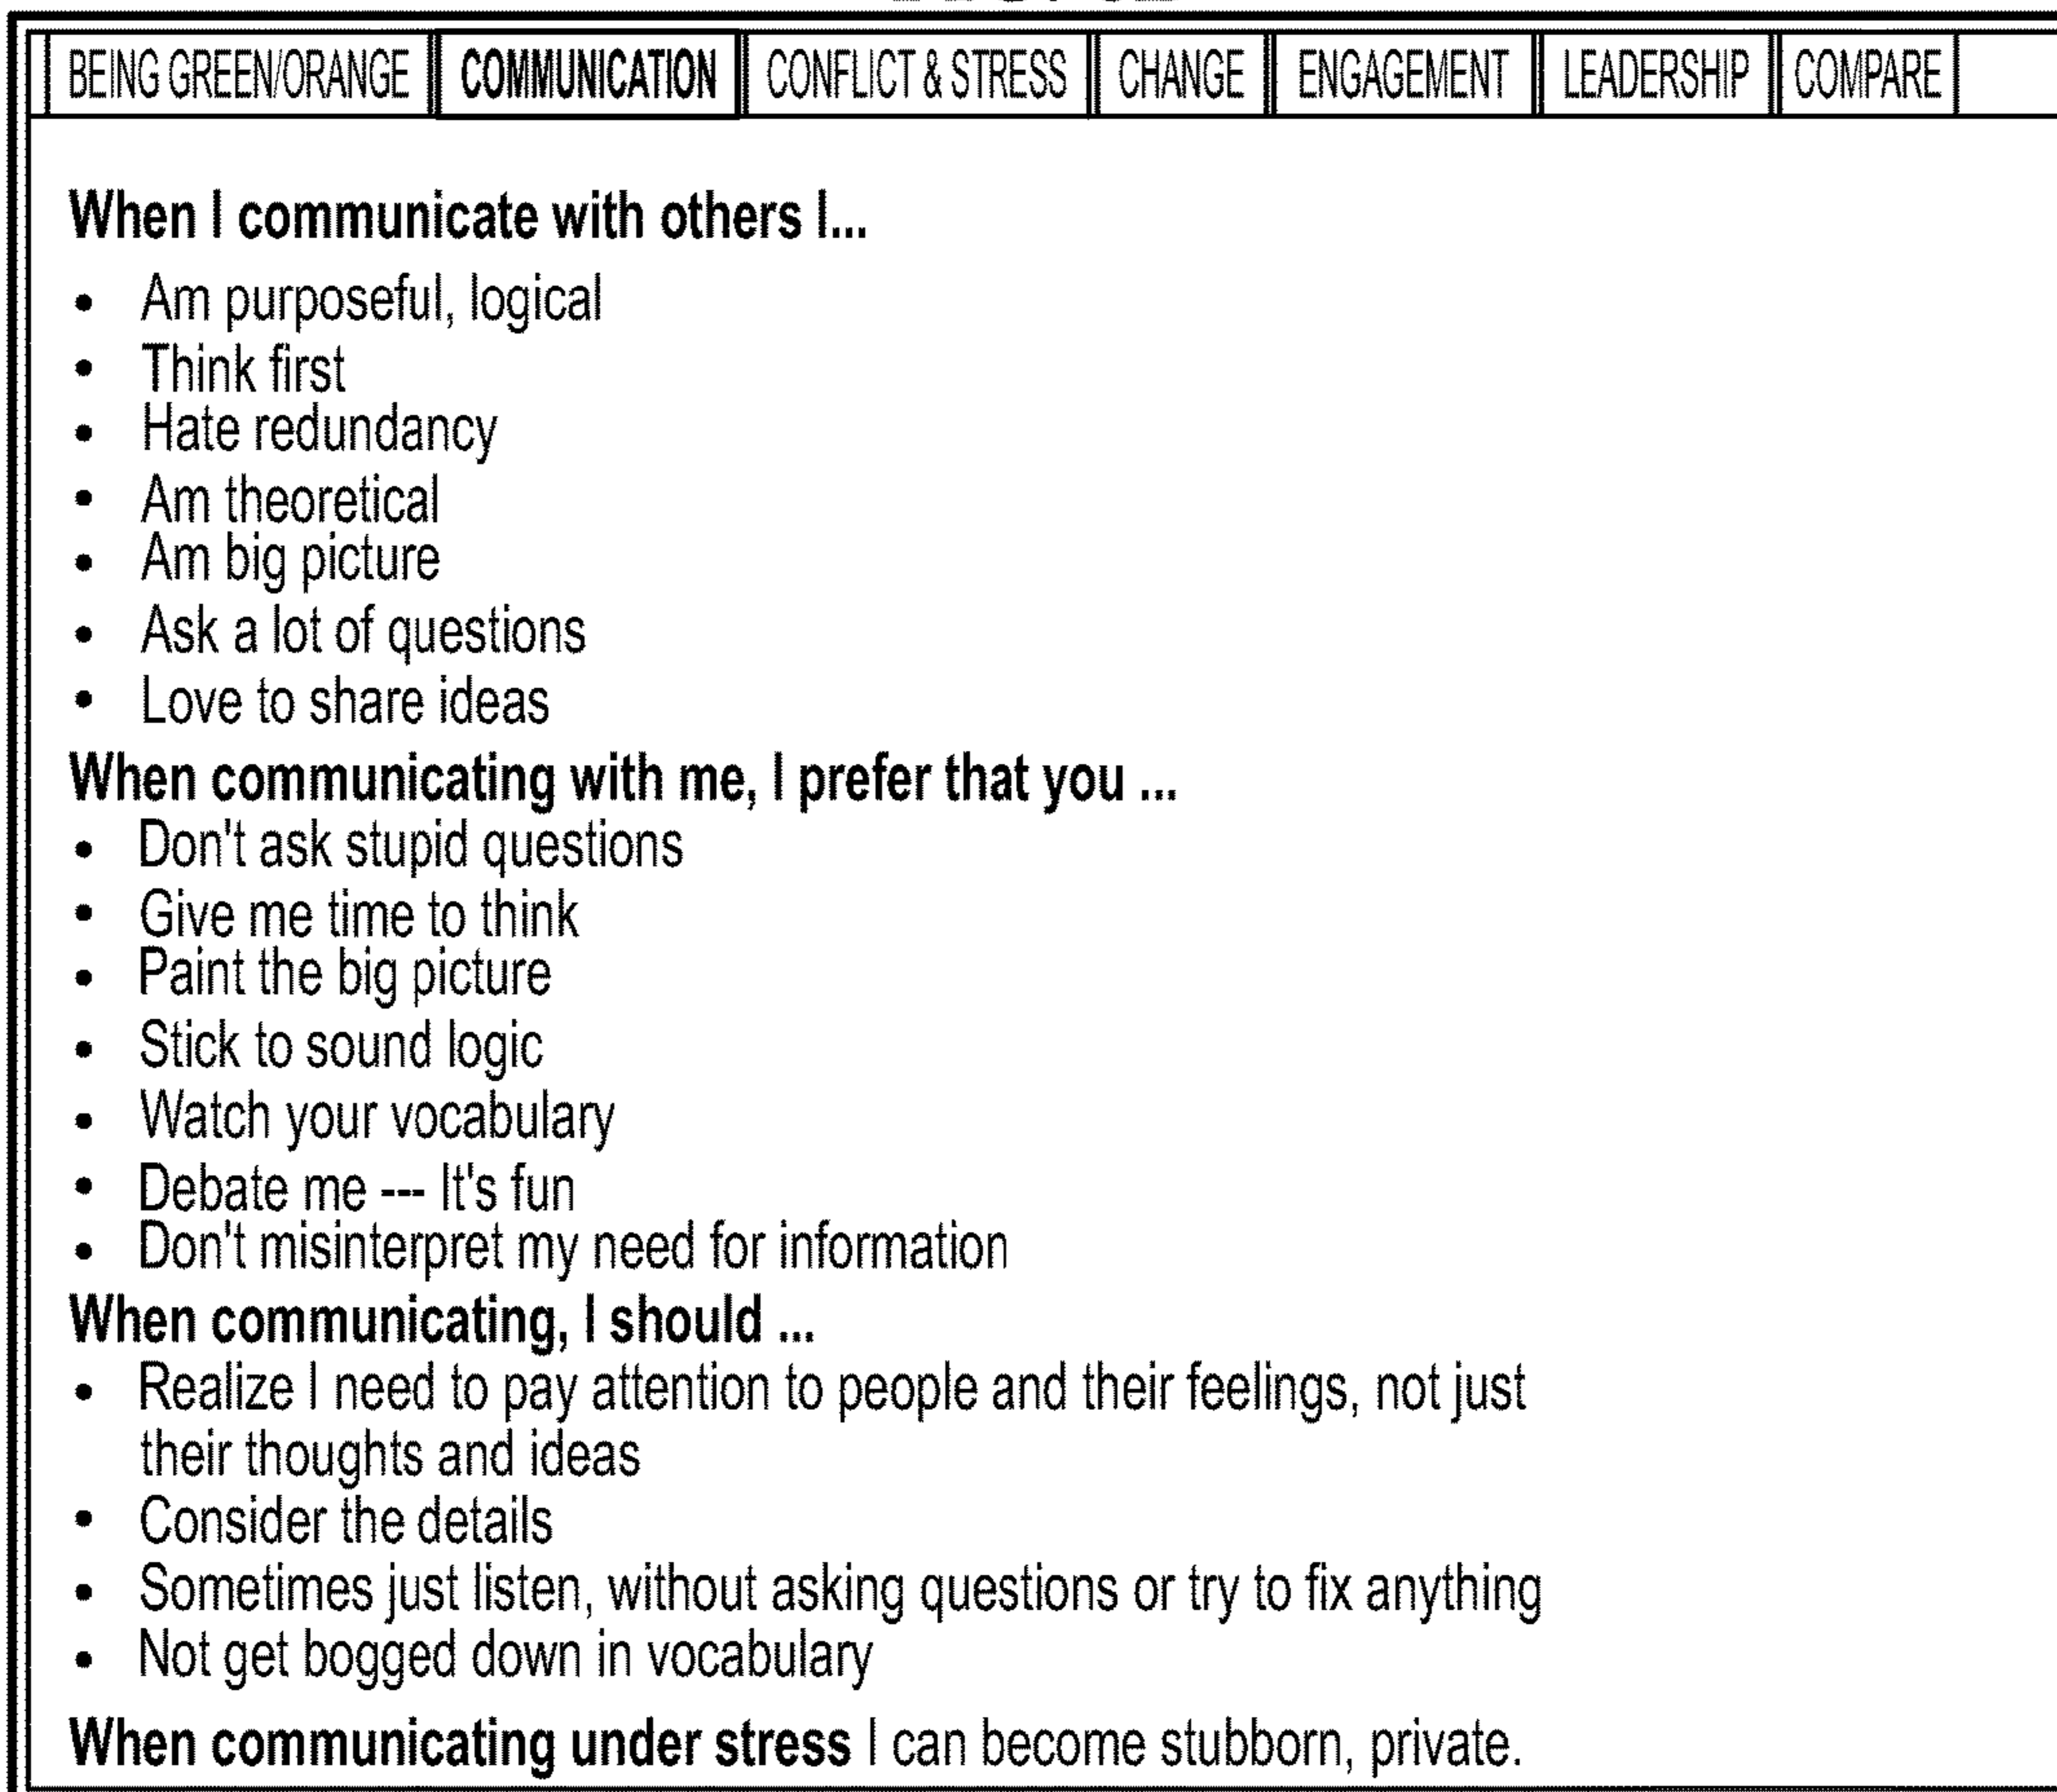 BEING GREEN/ORANGE COMMUNICATION CONFLICT & STRESS CHANGE ENGAGEMENT LEADERSHIP COMPARE
When I communicate with others I...
• Am purposeful, logical
• Think first
• Hate redundancy
• Am theoretical
• Am big picture
• Ask a lot of questions
• Love to share ideas
When communicating with me, I prefer that you ...
• Don't ask stupid questions
• Give me time to think
• Paint the big picture
• Stick to sound logic
• Watch your vocabulary
• Debate me --- It's fun
• Don't misinterpret my need for information
When communicating, I should ...
• Realize I need to pay attention to people and their feelings, not just
their thoughts and ideas
• Consider the details
• Sometimes just listen, without asking questions or try to fix anything
• Not get bogged down in vocabulary
When communicating under stress I can become stubborn, private.